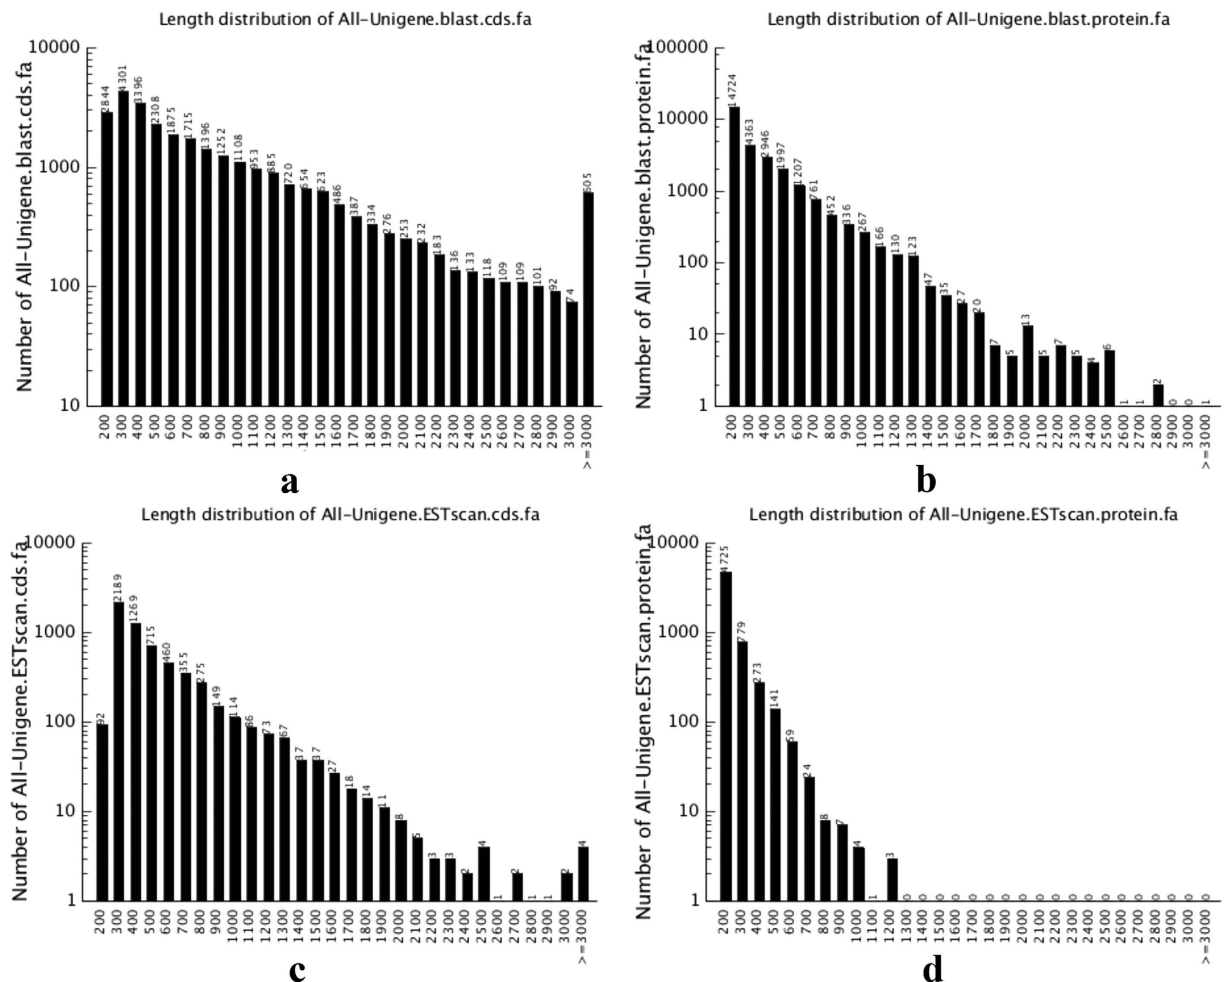 Length distribution of All-Unigene.blast.cds.fa
Number of All-Unigene.blast.cds.fa
10000
1000
100
10
2844 4301 3396 2308 1875 1715 1396 1252 1108 953 885 720 654 623 486 387 334 276 253 232 183 136 133 118 109 109 101 92 74 605
200 300 400 500 600 700 800 900 1000 1100 1200 1300 1400 1500 1600 1700 1800 1900 2000 2100 2200 2300 2400 2500 2600 2700 2800 2900 3000 >=3000
a
Length distribution of All-Unigene.blast.protein.fa
Number of All-Unigene.blast.protein.fa
100000
10000
1000
100
10
1
14724 4363 2946 1997 1207 761 452 336 267 166 130 123 47 35 27 20 7 5 13 5 7 5 4 6 1 1 2 0 0 1
200 300 400 500 600 700 800 900 1000 1100 1200 1300 1400 1500 1600 1700 1800 1900 2000 2100 2200 2300 2400 2500 2600 2700 2800 2900 3000 >=3000
b
Length distribution of All-Unigene.ESTscan.cds.fa
Number of All-Unigene.ESTscan.cds.fa
10000
1000
100
10
1
92 2189 1269 715 460 355 275 149 114 86 73 67 37 37 27 18 14 11 8 5 3 3 2 4 1 2 1 1 2 4
200 300 400 500 600 700 800 900 1000 1100 1200 1300 1400 1500 1600 1700 1800 1900 2000 2100 2200 2300 2400 2500 2600 2700 2800 2900 3000 >=3000
c
Length distribution of All-Unigene.ESTscan.protein.fa
Number of All-Unigene.ESTscan.protein.fa
10000
1000
100
10
1
4725 779 273 141 59 24 8 7 4 1 3 0 0 0 0 0 0 0 0 0 0 0 0 0 0 0 0 0 0 0
200 300 400 500 600 700 800 900 1000 1100 1200 1300 1400 1500 1600 1700 1800 1900 2000 2100 2200 2300 2400 2500 2600 2700 2800 2900 3000 >=3000
d